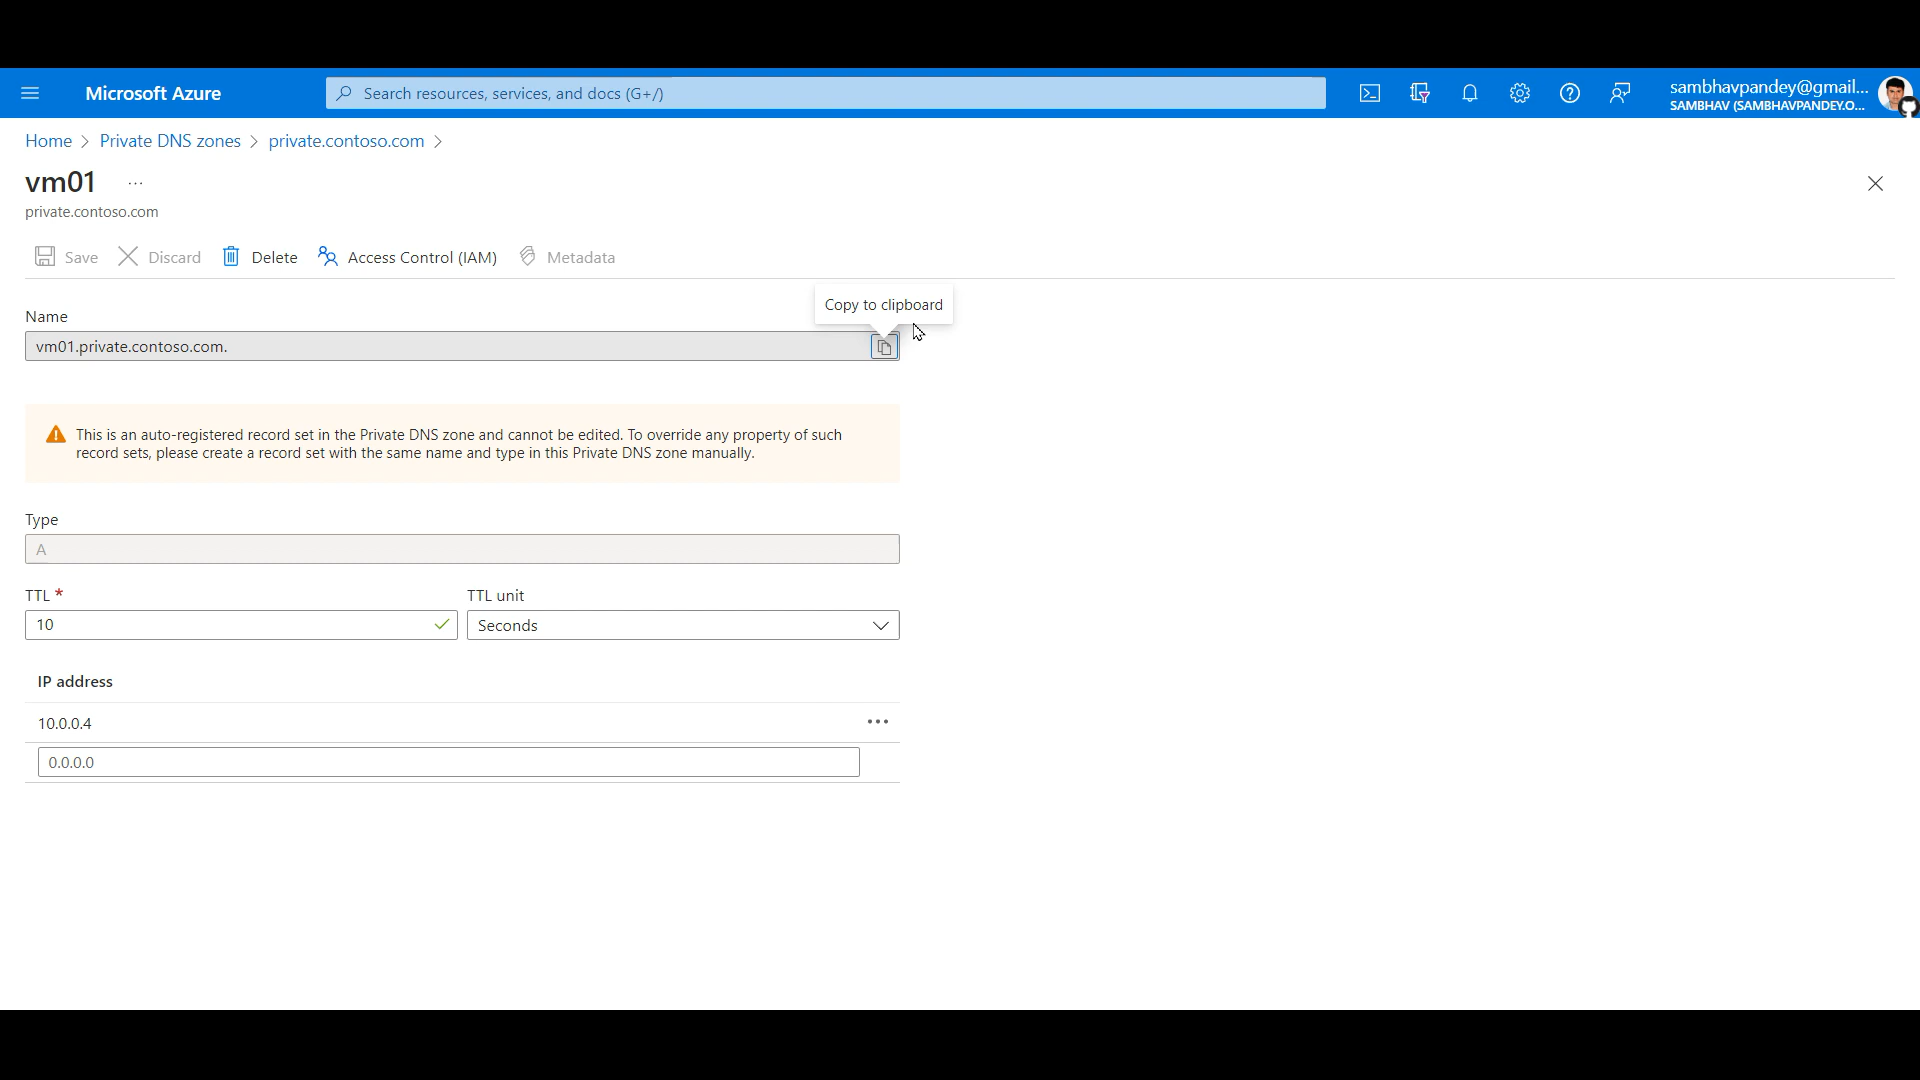 Microsoft Azure
Search resources, services, and docs (G+/)
sambhavpandey@gmail...
SAMBHAV (SAMBHAVPANDEY.O...
Home > Private DNS zones > private.contoso.com >
vm01 ...
private.contoso.com
Save Discard Delete Access Control (IAM) Metadata
Copy to clipboard
Name
vm01.private.contoso.com.
This is an auto-registered record set in the Private DNS zone and cannot be edited. To override any property of such
record sets, please create a record set with the same name and type in this Private DNS zone manually.
Type
A
TTL * TTL unit
10 Seconds
IP address
10.0.0.4
0.0.0.0